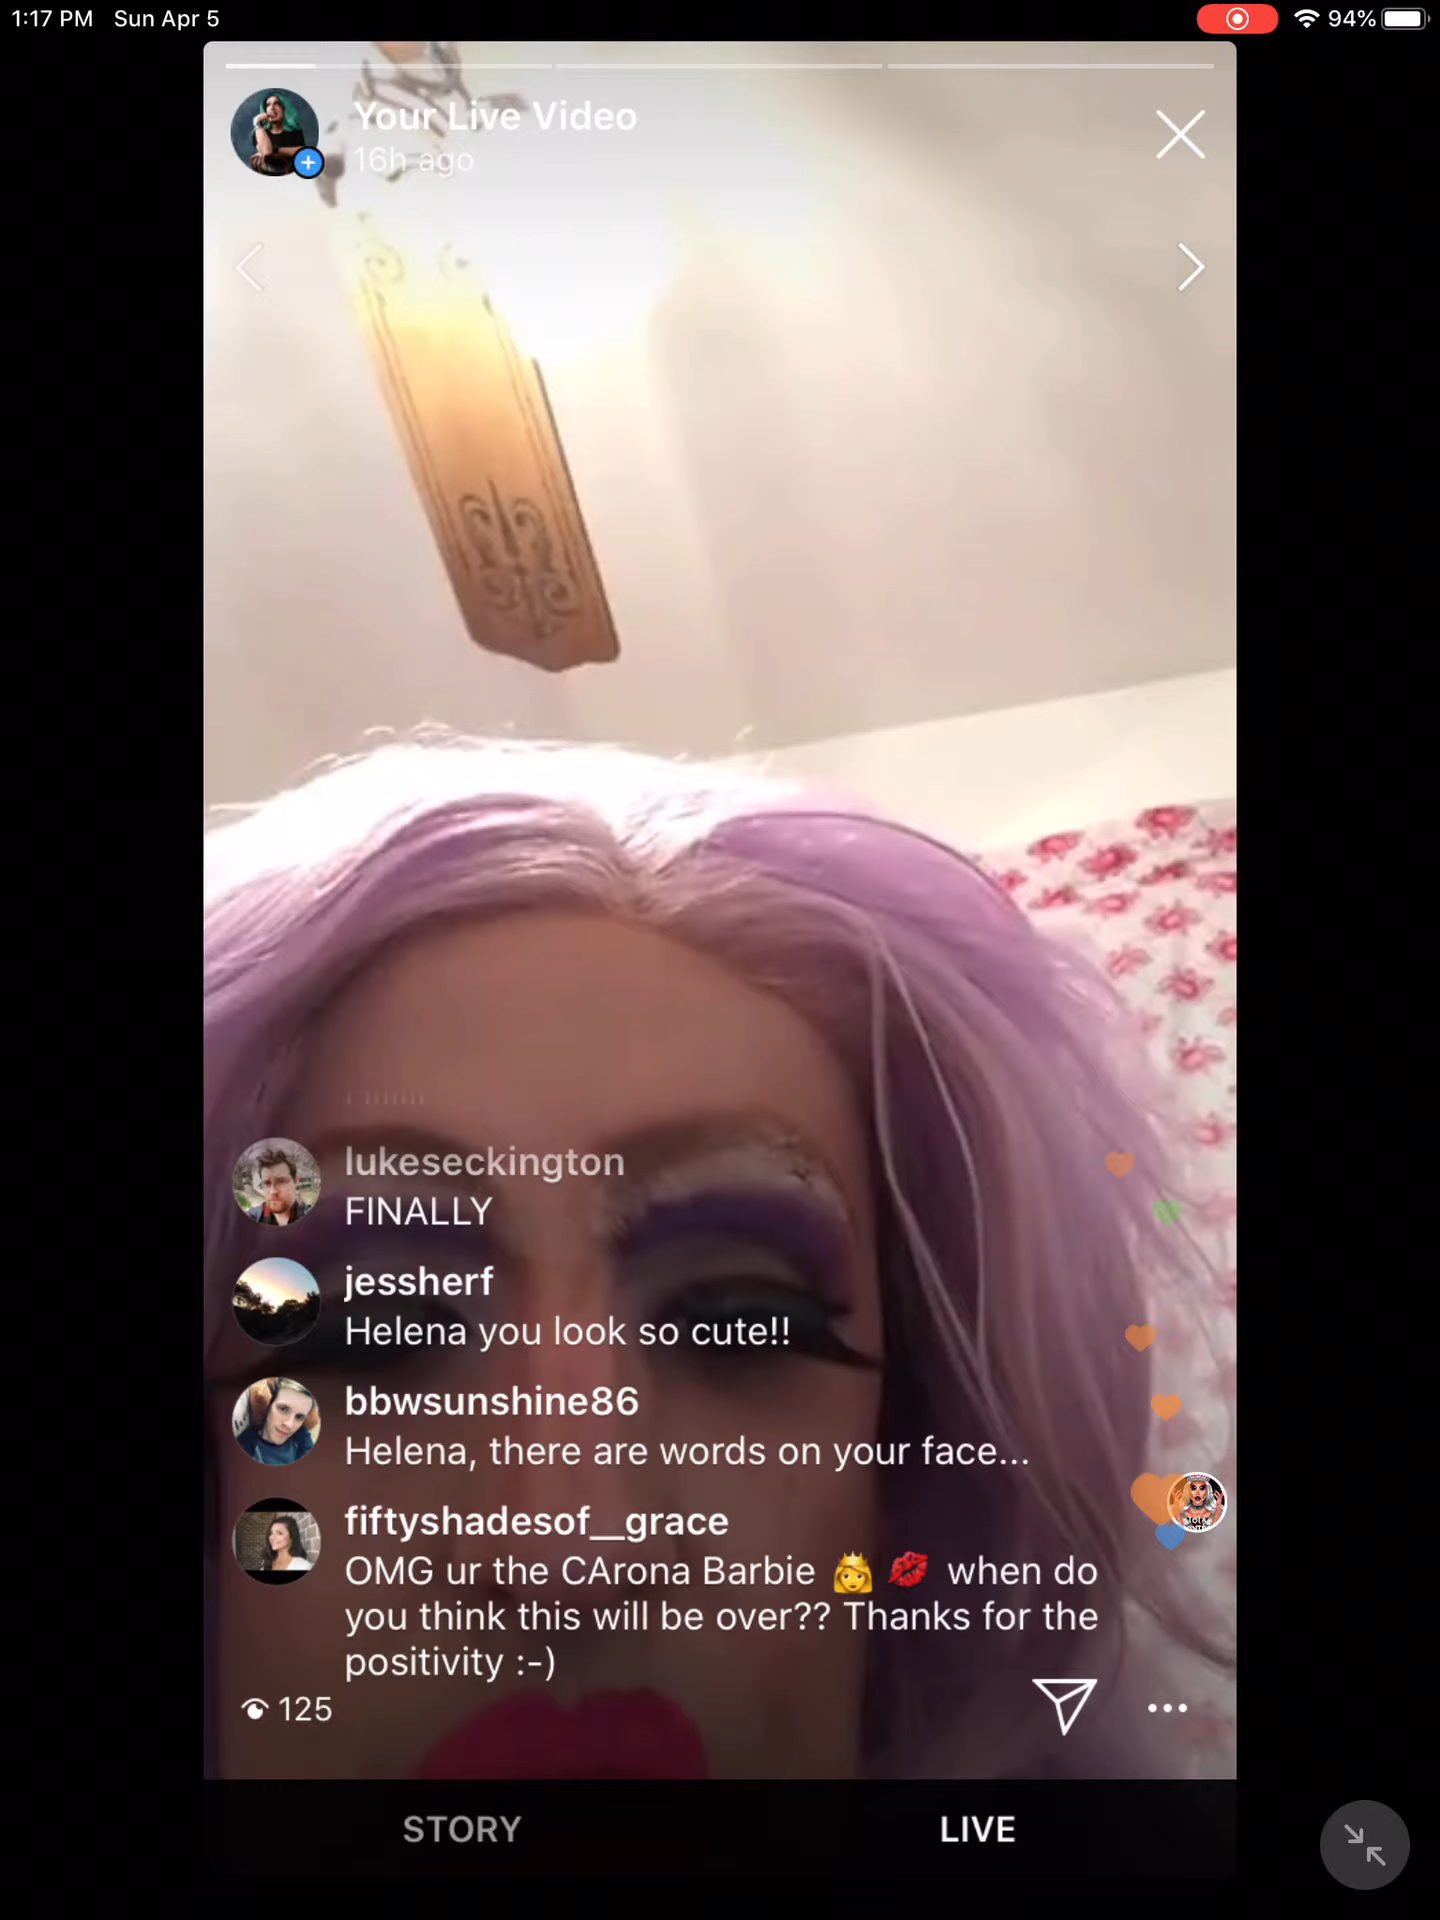 1:17 PM Sun Apr 5
94%
Your Live Video
16h ago
lukeseckington
FINALLY
jessherf
Helena you look so cute!!
bbwsunshine86
Helena, there are words on your face...
fiftyshadesof__grace
OMG ur the CArona Barbie 👸 💋 when do
you think this will be over?? Thanks for the
positivity :-)
125
STORY
LIVE